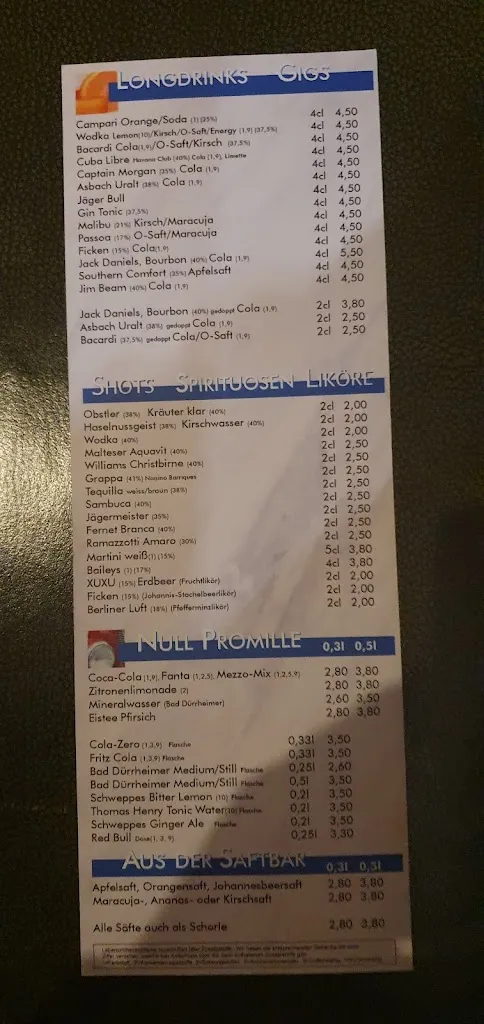 LONGDRINKS GIGS
Campari Orange/Soda (1) (25%) 4cl 4,50
Wodka Lemon(10)/Kirsch/O-Saft/Energy (1,9) (37,5%) 4cl 4,50
Bacardi Cola(1,9)/O-Saft/Kirsch (37,5%) 4cl 4,50
Cuba Libre Havana Club (40%) Cola (1,9), Limette 4cl 4,50
Captain Morgan (35%) Cola (1,9) 4cl 4,50
Asbach Uralt (38%) Cola (1,9) 4cl 4,50
Jäger Bull 4cl 4,50
Gin Tonic (37,5%) 4cl 4,50
Malibu (21%) Kirsch/Maracuja 4cl 4,50
Passoa (17%) O-Saft/Maracuja 4cl 4,50
Ficken (15%) Cola(1,9) 4cl 4,50
Jack Daniels, Bourbon (40%) Cola (1,9) 4cl 5,50
Southern Comfort (35%) Apfelsaft 4cl 4,50
Jim Beam (40%) Cola (1,9) 4cl 4,50
Jack Daniels, Bourbon (40%) gedoppt Cola (1,9) 2cl 3,80
Asbach Uralt (38%) gedoppt Cola (1,9) 2cl 2,50
Bacardi (37,5%) gedoppt Cola/O-Saft (1,9) 2cl 2,50
SHOTS SPIRITUOSEN LIKÖRE
Obstler (38%) Kräuter klar (40%) 2cl 2,00
Haselnussgeist (38%) Kirschwasser (40%) 2cl 2,00
Wodka (40%) 2cl 2,00
Malteser Aquavit (40%) 2cl 2,50
Williams Christbirne (40%) 2cl 2,50
Grappa (41%) Nonino Barriques 2cl 2,50
Tequilla weiss/braun (38%) 2cl 2,50
Sambuca (40%) 2cl 2,50
Jägermeister (35%) 2cl 2,50
Fernet Branca (40%) 2cl 2,50
Ramazzotti Amaro (30%) 2cl 2,50
Martini weiß(1) (15%) 5cl 3,80
Baileys (1) (17%) 4cl 3,80
XUXU (15%) Erdbeer (Fruchtlikör) 2cl 2,00
Ficken (15%) (Johannis-Stachelbeerlikör) 2cl 2,00
Berliner Luft (18%) (Pfefferminzlikör) 2cl 2,00
NULL PROMILLE 0,3l 0,5l
Coca-Cola (1,9), Fanta (1,2,5), Mezzo-Mix (1,2,5,9) 2,80 3,80
Zitronenlimonade (2) 2,80 3,80
Mineralwasser (Bad Dürrheimer) 2,60 3,50
Eistee Pfirsich 2,80 3,80
Cola-Zero (1,3,9) Flasche 0,33l 3,50
Fritz Cola (1,3,9) Flasche 0,33l 3,50
Bad Dürrheimer Medium/Still Flasche 0,25l 2,60
Bad Dürrheimer Medium/Still Flasche 0,5l 3,50
Schweppes Bitter Lemon (10) Flasche 0,2l 3,50
Thomas Henry Tonic Water(10) Flasche 0,2l 3,50
Schweppes Ginger Ale Flasche 0,2l 3,50
Red Bull Dose(1, 3, 9) 0,25l 3,30
AUS DER SAFTBAR 0,3l 0,5l
Apfelsaft, Orangensaft, Johannesbeersaft 2,80 3,80
Maracuja-, Ananas- oder Kirschsaft 2,80 3,80
Alle Säfte auch als Schorle 2,80 3,80